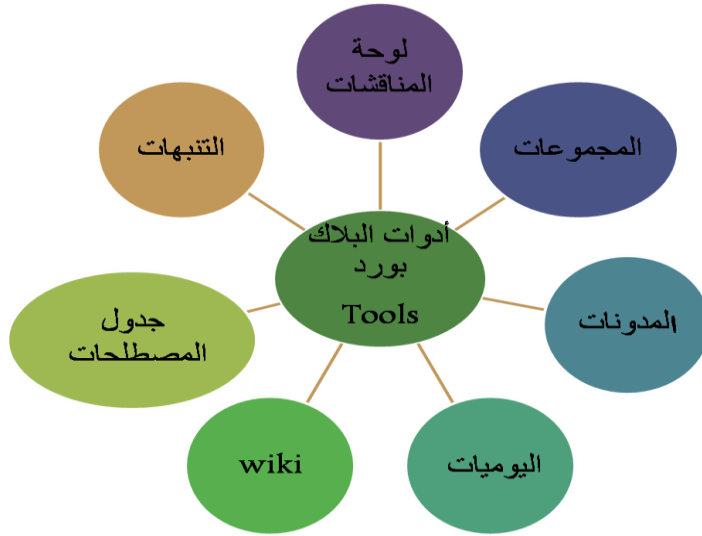 لوحة
المناقشات
المجموعات
المدونات
اليوميات
wiki
جدول
المصطلحات
التنبهات
أدوات البلاك
بورد
Tools